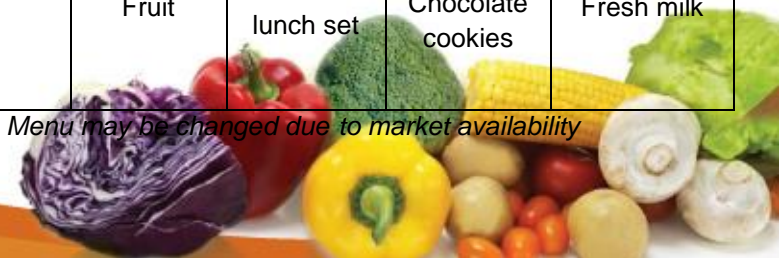 Fruit
lunch set
Chocolate
cookies
Fresh milk
Menu may be changed due to market availability